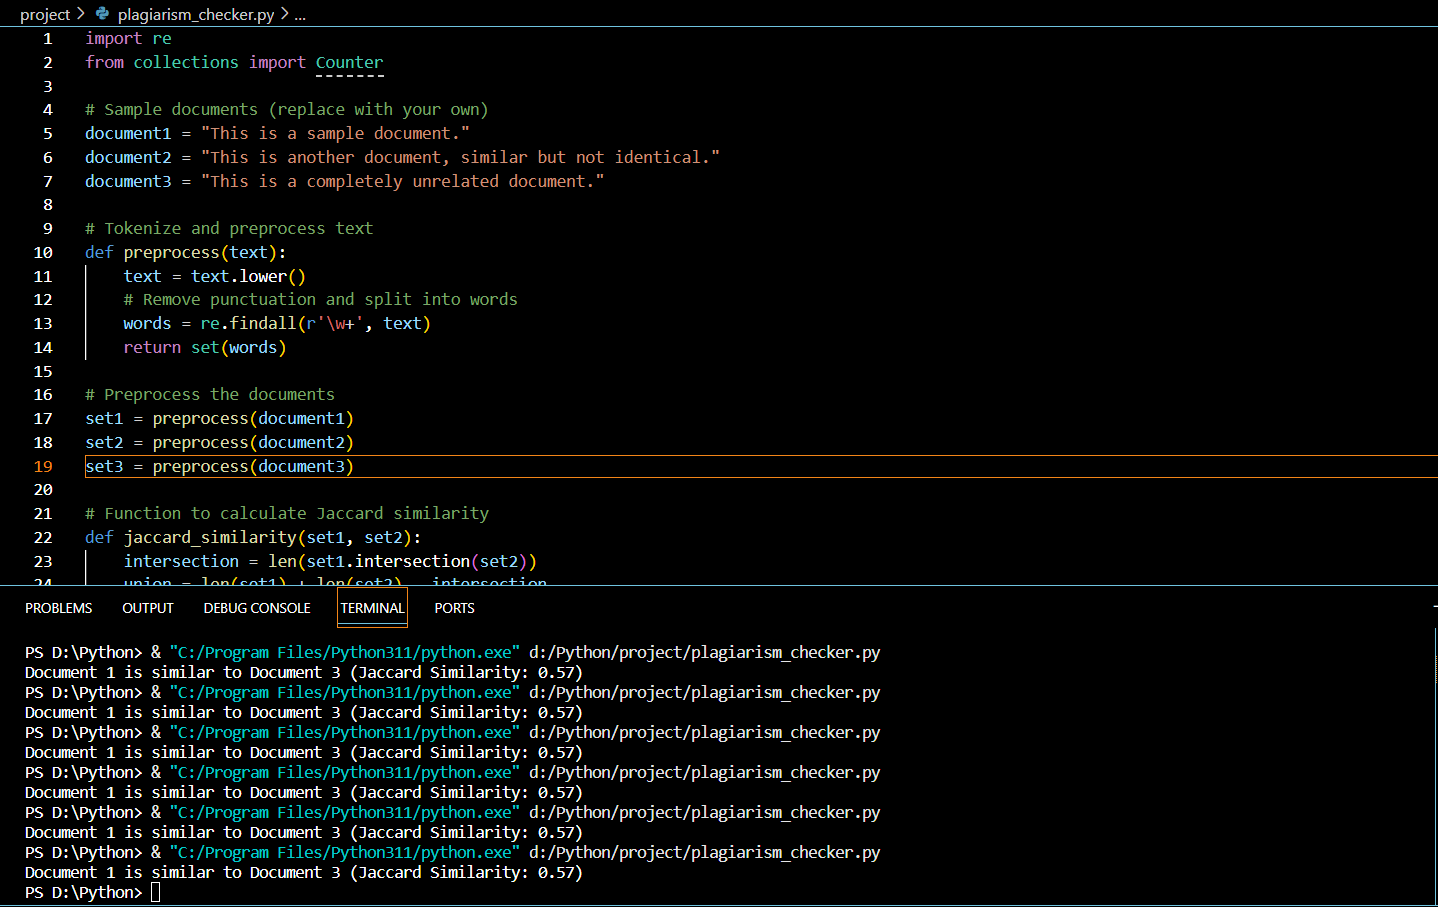 project > plagiarism_checker.py > ...
1 import re
2 from collections import Counter
3
4 # Sample documents (replace with your own)
5 document1 = "This is a sample document."
6 document2 = "This is another document, similar but not identical."
7 document3 = "This is a completely unrelated document."
8
9 # Tokenize and preprocess text
10 def preprocess(text):
11 text = text.lower()
12 # Remove punctuation and split into words
13 words = re.findall(r'\w+', text)
14 return set(words)
15
16 # Preprocess the documents
17 set1 = preprocess(document1)
18 set2 = preprocess(document2)
19 set3 = preprocess(document3)
20
21 # Function to calculate Jaccard similarity
22 def jaccard_similarity(set1, set2):
23 intersection = len(set1.intersection(set2))
24 union = len(set1) + len(set2) - intersection
PROBLEMS OUTPUT DEBUG CONSOLE TERMINAL PORTS
PS D:\Python> & "C:/Program Files/Python311/python.exe" d:/Python/project/plagiarism_checker.py
Document 1 is similar to Document 3 (Jaccard Similarity: 0.57)
PS D:\Python> & "C:/Program Files/Python311/python.exe" d:/Python/project/plagiarism_checker.py
Document 1 is similar to Document 3 (Jaccard Similarity: 0.57)
PS D:\Python> & "C:/Program Files/Python311/python.exe" d:/Python/project/plagiarism_checker.py
Document 1 is similar to Document 3 (Jaccard Similarity: 0.57)
PS D:\Python> & "C:/Program Files/Python311/python.exe" d:/Python/project/plagiarism_checker.py
Document 1 is similar to Document 3 (Jaccard Similarity: 0.57)
PS D:\Python> & "C:/Program Files/Python311/python.exe" d:/Python/project/plagiarism_checker.py
Document 1 is similar to Document 3 (Jaccard Similarity: 0.57)
PS D:\Python> & "C:/Program Files/Python311/python.exe" d:/Python/project/plagiarism_checker.py
Document 1 is similar to Document 3 (Jaccard Similarity: 0.57)
PS D:\Python>